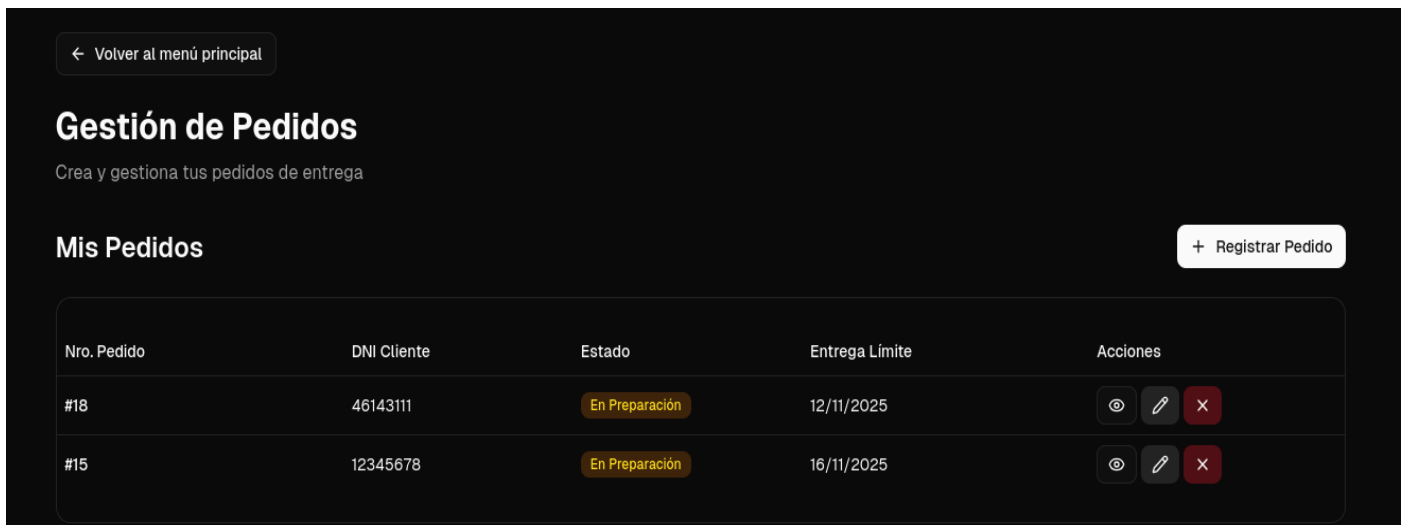 ← Volver al menú principal
Gestión de Pedidos
Crea y gestiona tus pedidos de entrega
Mis Pedidos
+ Registrar Pedido
Nro. Pedido DNI Cliente Estado Entrega Límite Acciones
#18 46143111 En Preparación 12/11/2025
#15 12345678 En Preparación 16/11/2025